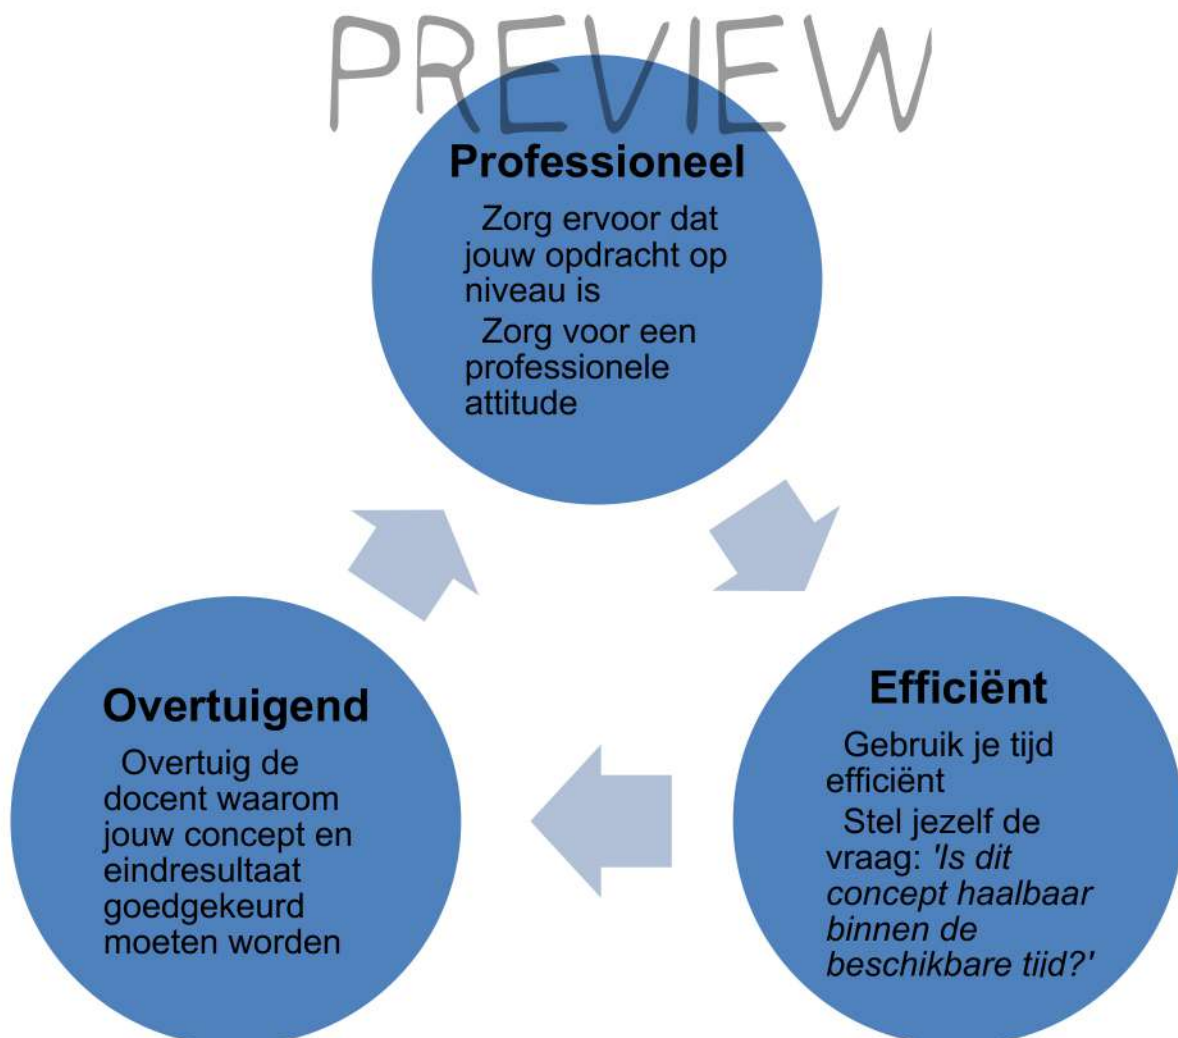 PREVIEW
Professioneel
Zorg ervoor dat
jouw opdracht op
niveau is
Zorg voor een
professionele
attitude
Efficiënt
Gebruik je tijd
efficiënt
Stel jezelf de
vraag: 'Is dit
concept haalbaar
binnen de
beschikbare tijd?'
Overtuigend
Overtuig de
docent waarom
jouw concept en
eindresultaat
goedgekeurd
moeten worden